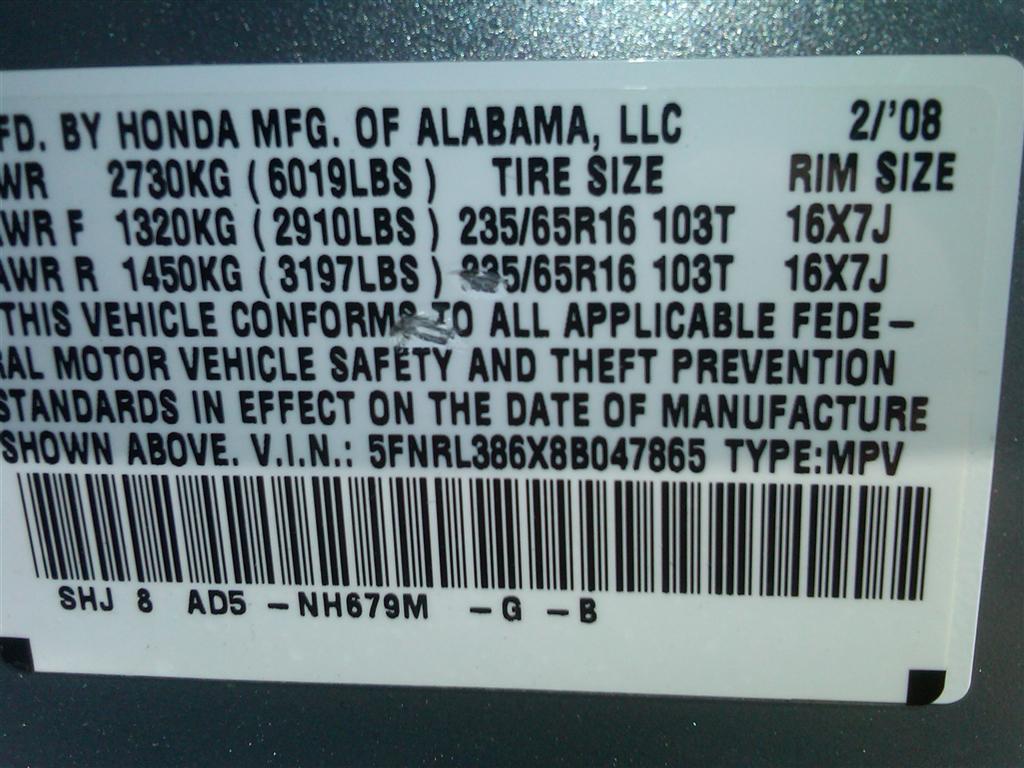 FD. BY HONDA MFG. OF ALABAMA, LLC 2/'08
WR 2730KG (6019LBS) TIRE SIZE RIM SIZE
WR F 1320KG (2910LBS) 235/65R16 103T 16X7J
AWR R 1450KG (3197LBS) 235/65R16 103T 16X7J
THIS VEHICLE CONFORMS TO ALL APPLICABLE FEDE-
RAL MOTOR VEHICLE SAFETY AND THEFT PREVENTION
STANDARDS IN EFFECT ON THE DATE OF MANUFACTURE
SHOWN ABOVE. V.I.N.: 5FNRL386X8B047865 TYPE:MPV
SHJ 8 AD5 -NH679M -G -B